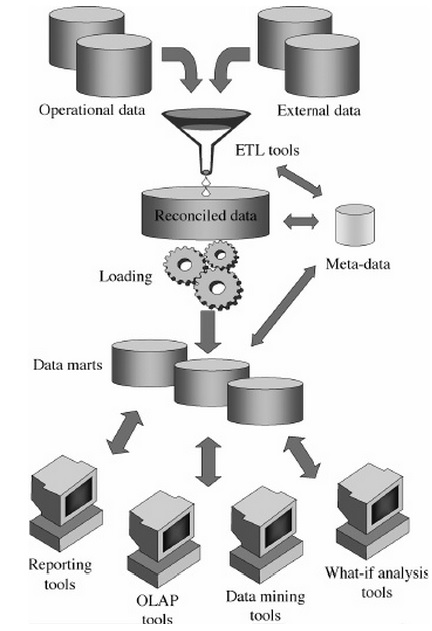 Operational data
External data
ETL tools
Reconciled data
Meta-data
Loading
Data marts
Reporting
tools
OLAP
tools
Data mining
tools
What-if analysis
tools